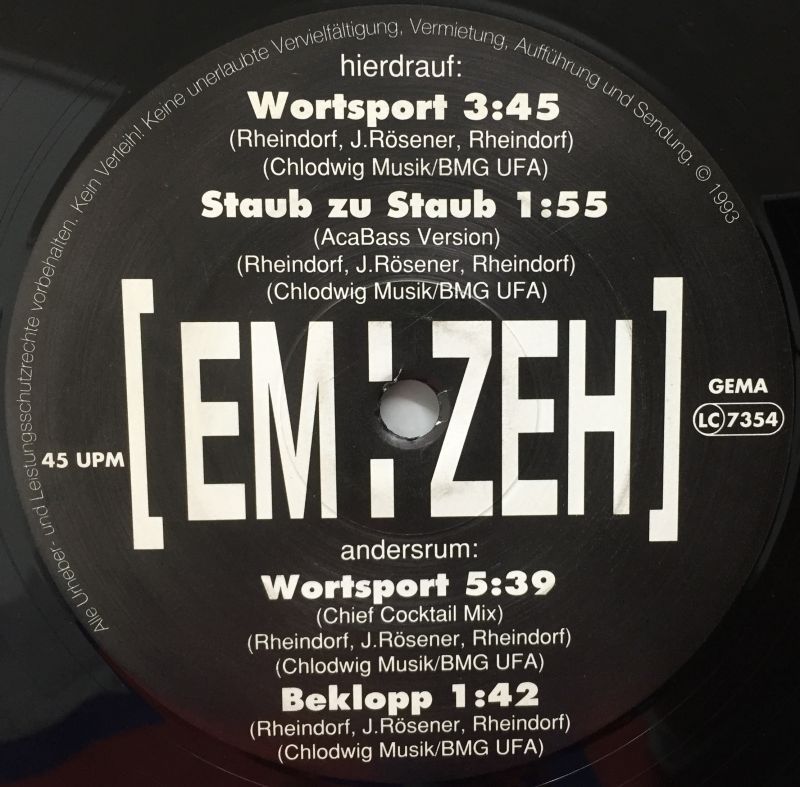 Alle Urheber- und Leistungsschutzrechte vorbehalten. Kein Verleih! Keine unerlaubte Vervielfältigung, Vermietung, Aufführung und Sendung. © 1993
hierdrauf:
Wortsport 3:45
(Rheindorf, J.Rösener, Rheindorf)
(Chlodwig Musik/BMG UFA)
Staub zu Staub 1:55
(AcaBass Version)
(Rheindorf, J.Rösener, Rheindorf)
(Chlodwig Musik/BMG UFA)
[EM:ZEH]
45 UPM
GEMA
LC 7354
andersrum:
Wortsport 5:39
(Chief Cocktail Mix)
(Rheindorf, J.Rösener, Rheindorf)
(Chlodwig Musik/BMG UFA)
Beklopp 1:42
(Rheindorf, J.Rösener, Rheindorf)
(Chlodwig Musik/BMG UFA)